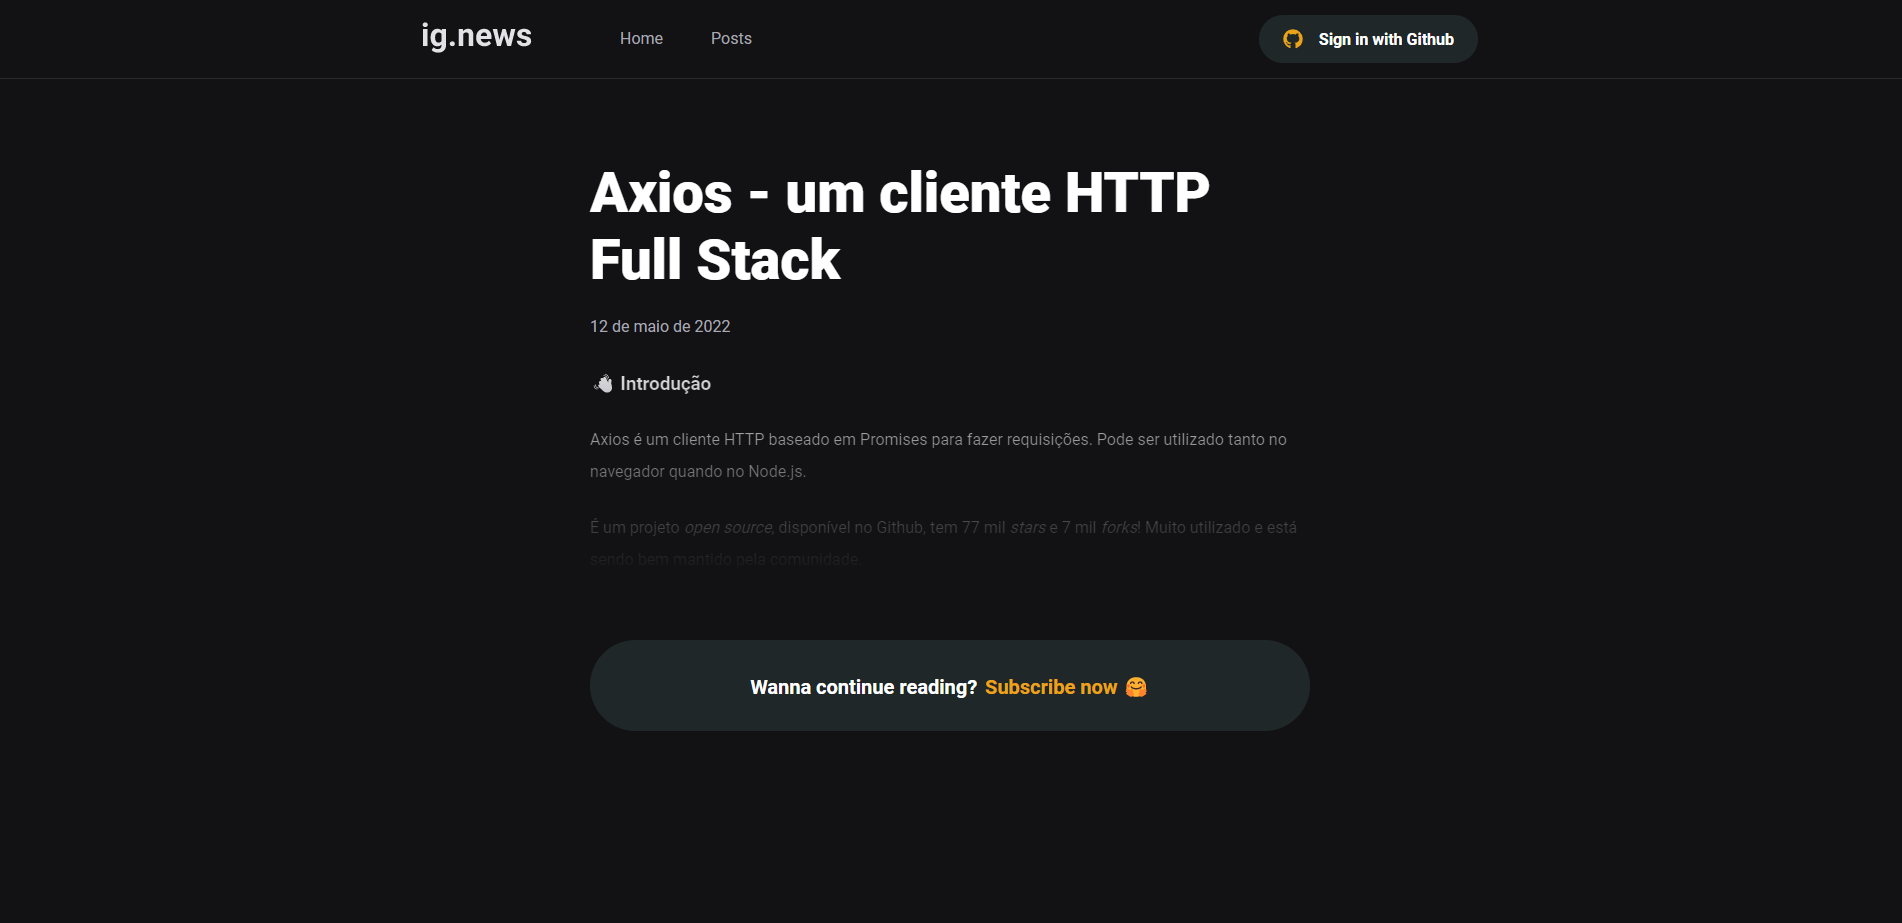 ig.news
Home
Posts
Sign in with Github
Axios - um cliente HTTP
Full Stack
12 de maio de 2022
👋 Introdução
Axios é um cliente HTTP baseado em Promises para fazer requisições. Pode ser utilizado tanto no
navegador quando no Node.js.
É um projeto open source, disponível no Github, tem 77 mil stars e 7 mil forks! Muito utilizado e está
sendo bem mantido pela comunidade.
Wanna continue reading? Subscribe now 🤗